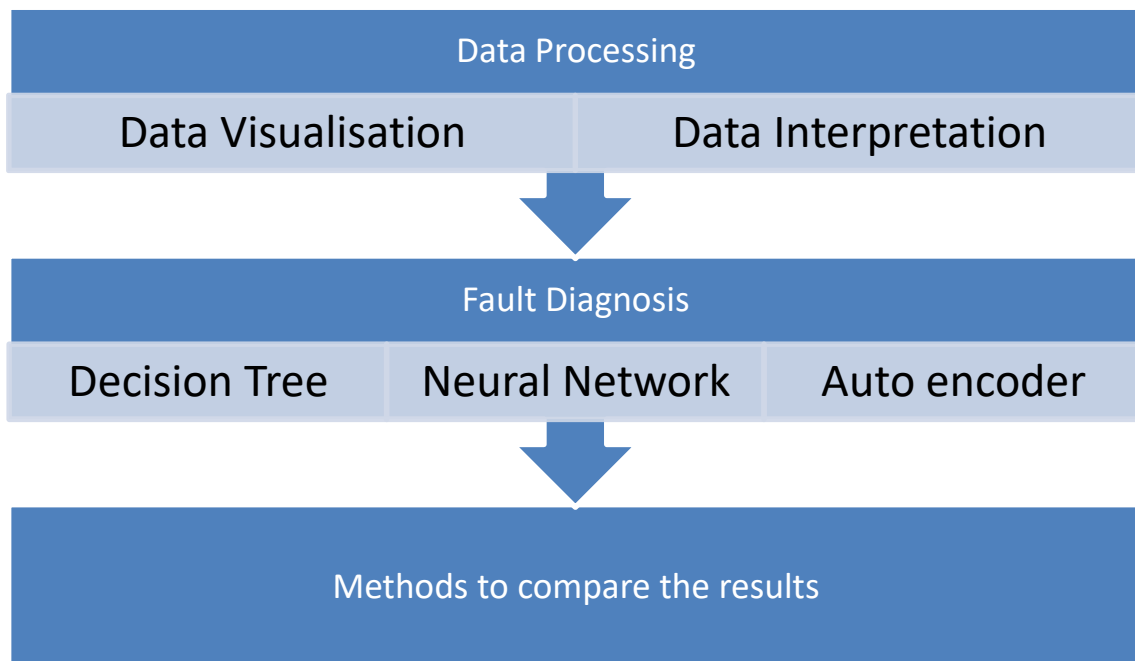 Data Processing
Data Visualisation
Data Interpretation
Fault Diagnosis
Decision Tree
Neural Network
Auto encoder
Methods to compare the results